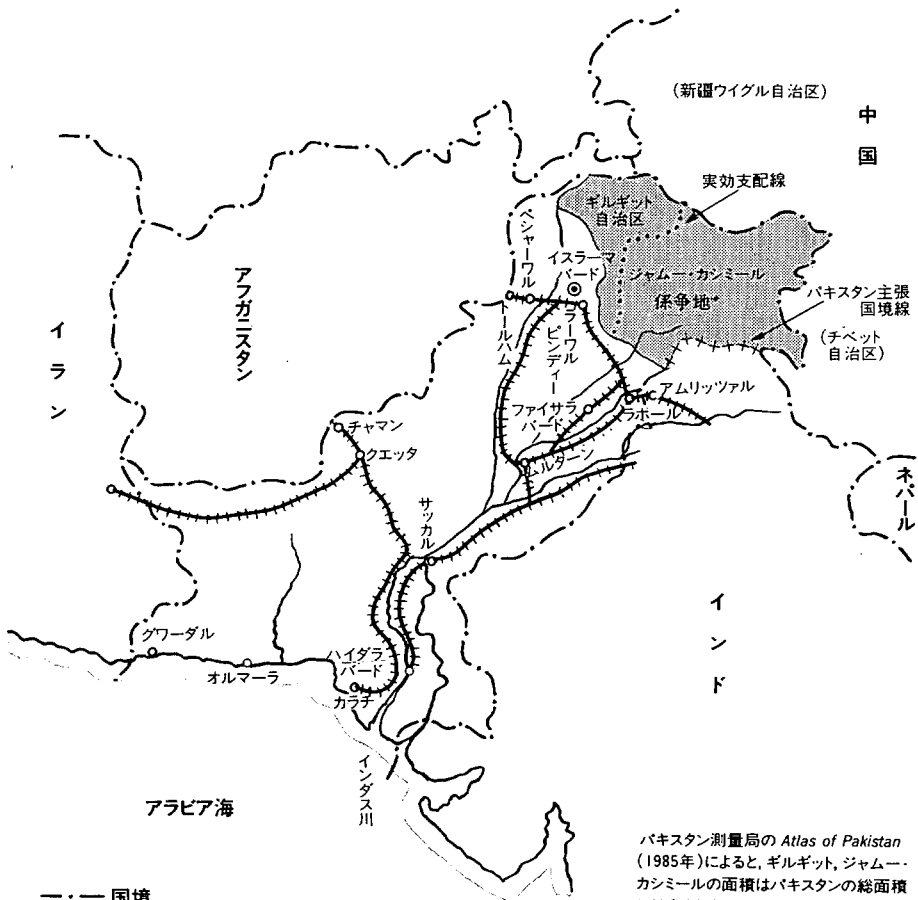 (新疆ウイグル自治区)
中国
実効支配線
ギルギット
自治区
ペシャーワル
イスラーマ
バード
ジャムー・カシミール
係争地
パキスタン主張
国境線
(チベット
自治区)
アフガニスタン
イラン
トールハム
ラーワル
ピンディー
アムリッツァル
ファイサラ
バード
ラホール
チャマン
クエッタ
ムルターン
ネパール
サッカル
インド
グワーダル
オルマーラ
ハイダラ
バード
カラチ
インダス川
アラビア海
パキスタン測量局の Atlas of Pakistan
(1985年)によると, ギルギット, ジャムー・
カシミールの面積はパキスタンの総面積
国境